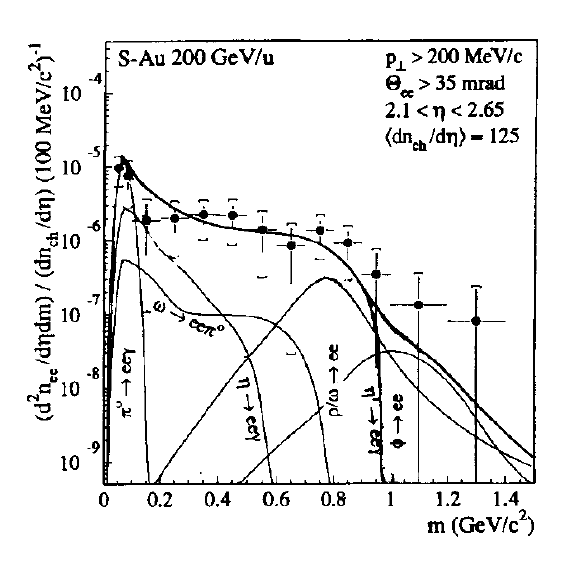 S-Au 200 GeV/u
p⊥ > 200 MeV/c
Θee > 35 mrad
2.1 < η < 2.65
⟨dnch/dη⟩ = 125
(d²nee/dηdm) / (dnch/dη) (100 MeV/c²)⁻¹
10⁻⁴
10⁻⁵
10⁻⁶
10⁻⁷
10⁻⁸
10⁻⁹
π° → eeγ
ω → eeπ°
η → eeγ
ρ/ω → ee
η' → eeγ
ϕ → ee
0 0.2 0.4 0.6 0.8 1 1.2 1.4
m (GeV/c²)